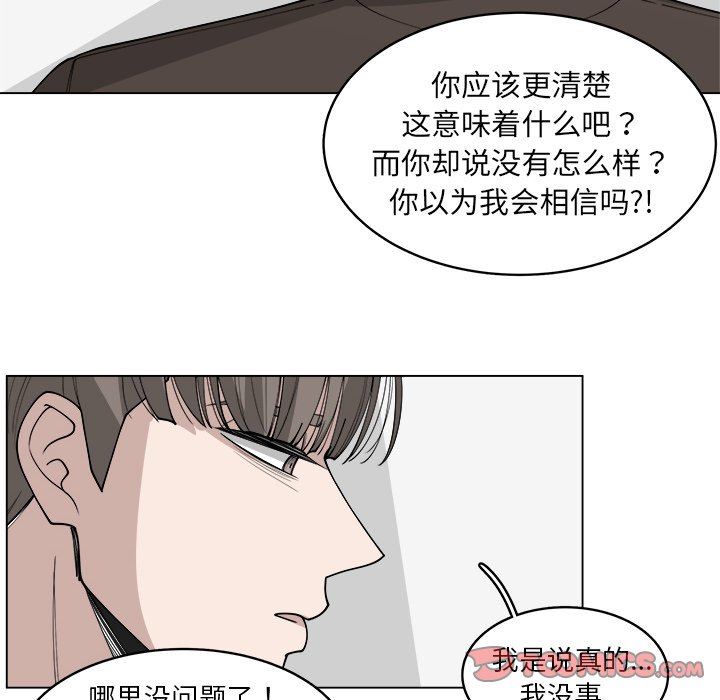 你应该更清楚
这意味着什么吧？
而你却说没有怎么样？
你以为我会相信吗?!
我是说真的...
我没事
哪里没问题了！
TOOMICS